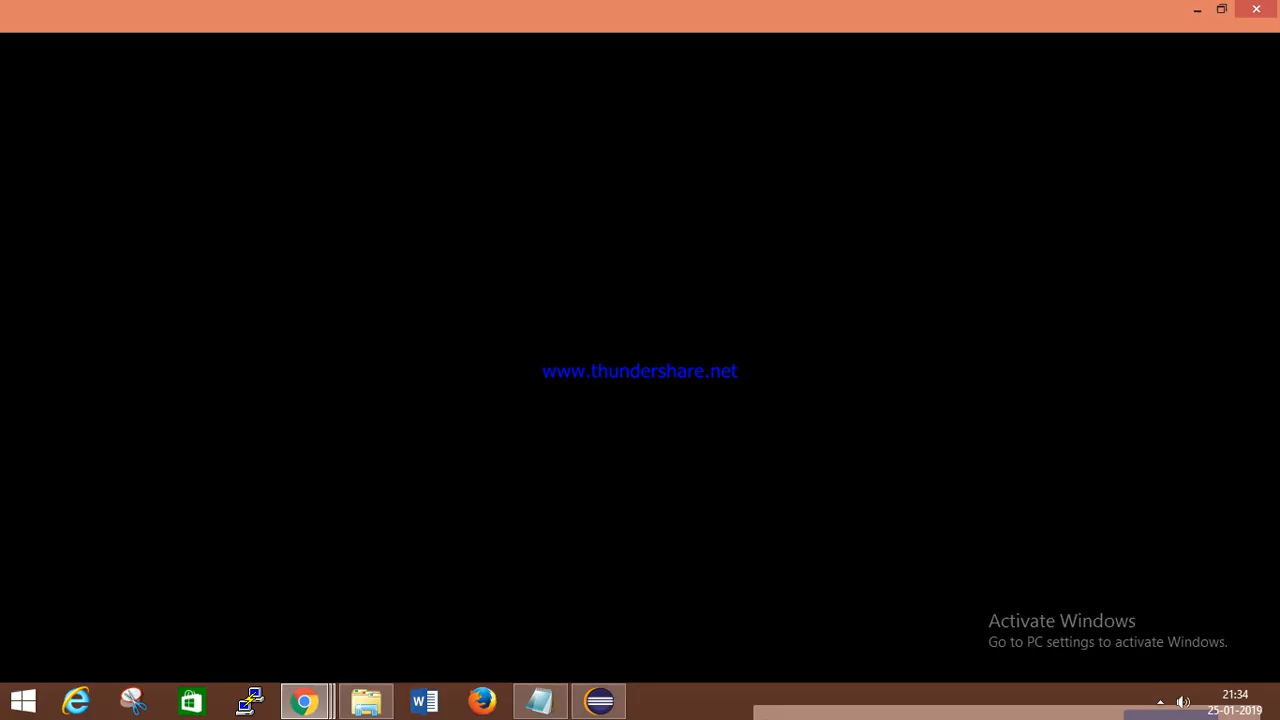 www.thundershare.net
Activate Windows
Go to PC settings to activate Windows.
21:34
25-01-2019